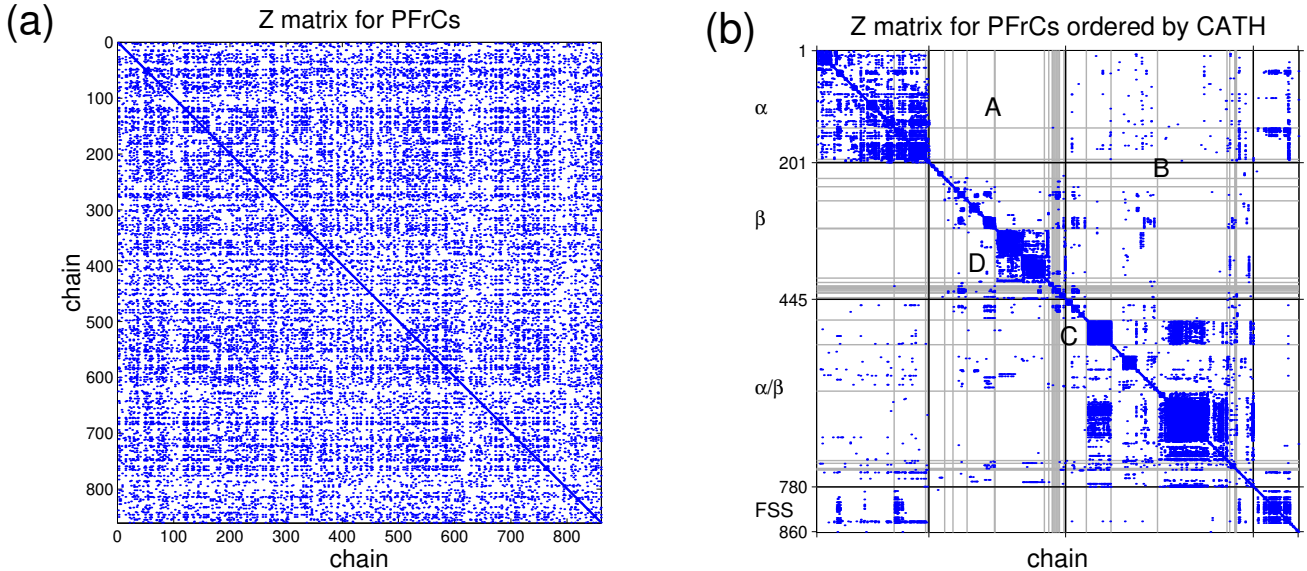 (a)
Z matrix for PFrCs
0
100
200
300
400
500
600
700
800
chain
0 100 200 300 400 500 600 700 800
chain
(b)
Z matrix for PFrCs ordered by CATH
1
α
201
β
445
α/β
780
FSS
860
A
B
D
C
chain